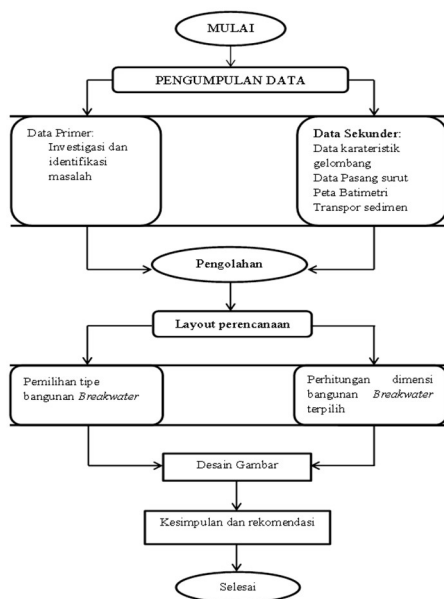 MULAI
PENGUMPULAN DATA
Data Primer:
Investigasi dan
identifikasi
masalah
Data Sekunder:
Data karateristik
gelombang
Data Pasang surut
Peta Batimetri
Transpor sedimen
Pengolahan
Layout perencanaan
Pemilihan tipe
bangunan Breakwater
Perhitungan dimensi
bangunan Breakwater
terpilih
Desain Gambar
Kesimpulan dan rekomendasi
Selesai